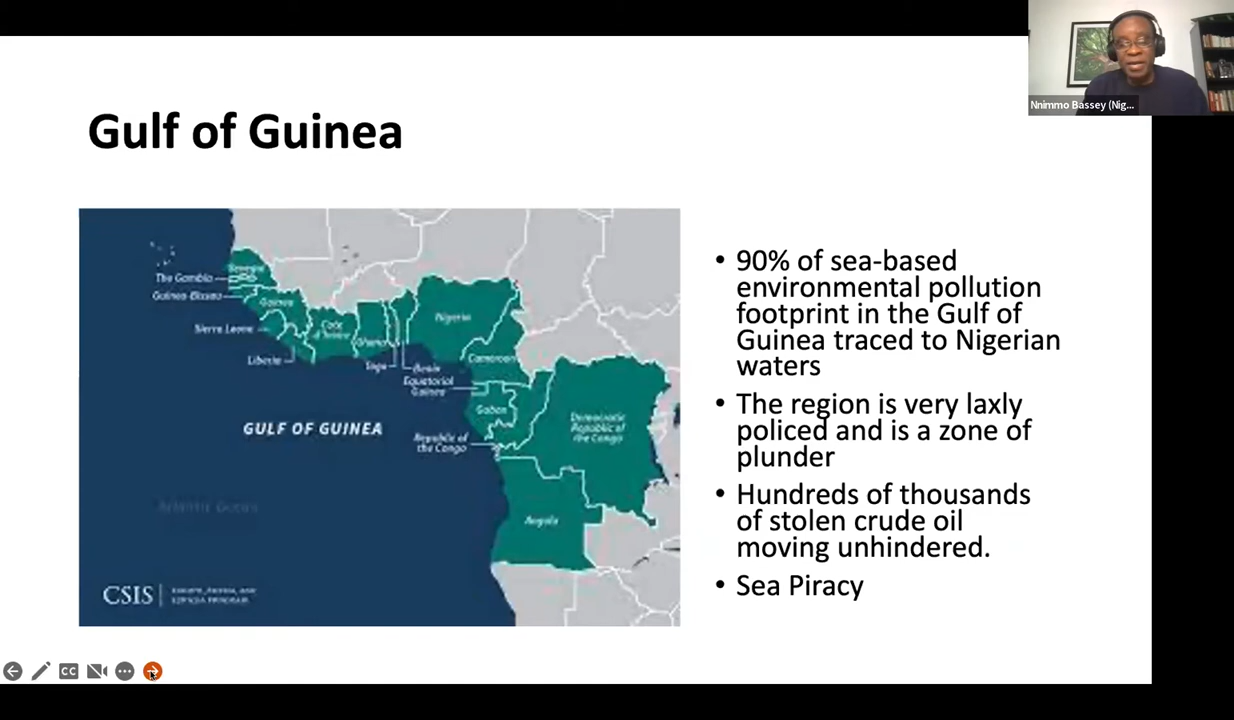 Nnimmo Bassey (Nig...
Gulf of Guinea
Senegal
The Gambia
Guinea-Bissau
Guinea
Sierra Leone
Liberia
Cote
d'Ivoire
Ghana
Togo
Benin
Nigeria
Cameroon
Equatorial
Guinea
Gabon
Republic of
the Congo
Democratic
Republic of
the Congo
Angola
GULF OF GUINEA
Atlantic Ocean
CSIS
• 90% of sea-based
environmental pollution
footprint in the Gulf of
Guinea traced to Nigerian
waters
• The region is very laxly
policed and is a zone of
plunder
• Hundreds of thousands
of stolen crude oil
moving unhindered.
• Sea Piracy
CC